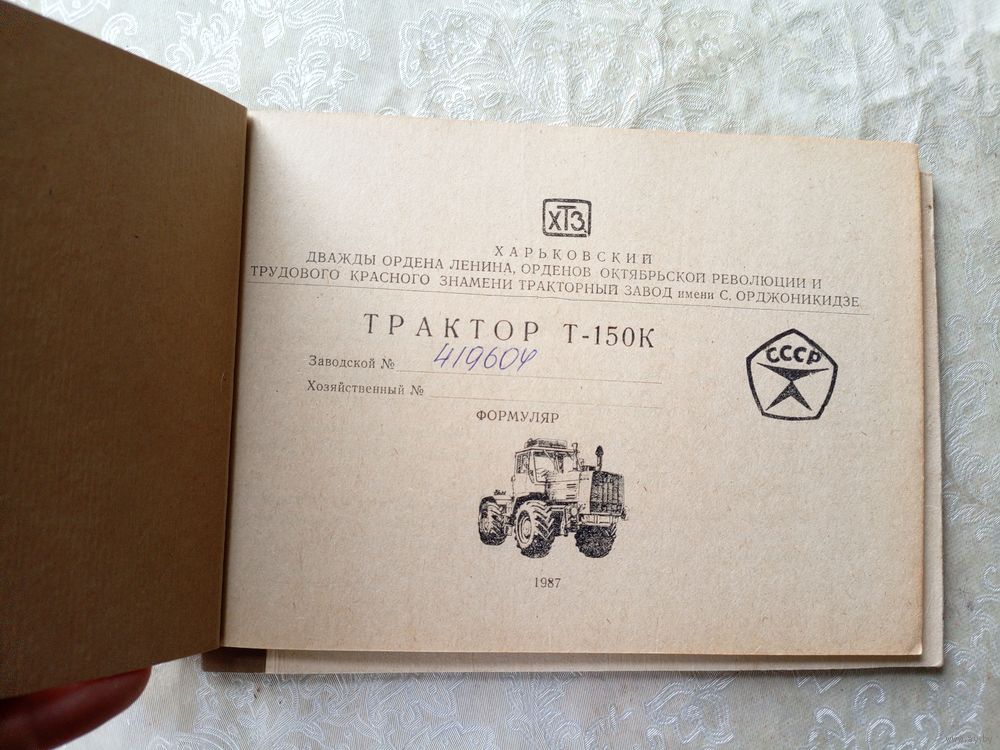 ХТЗ
ХАРЬКОВСКИЙ
ДВАЖДЫ ОРДЕНА ЛЕНИНА, ОРДЕНОВ ОКТЯБРЬСКОЙ РЕВОЛЮЦИИ И
ТРУДОВОГО КРАСНОГО ЗНАМЕНИ ТРАКТОРНЫЙ ЗАВОД имени С. ОРДЖОНИКИДЗЕ
ТРАКТОР Т-150К
Заводской № 419604
Хозяйственный №
СССР
ФОРМУЛЯР
1987